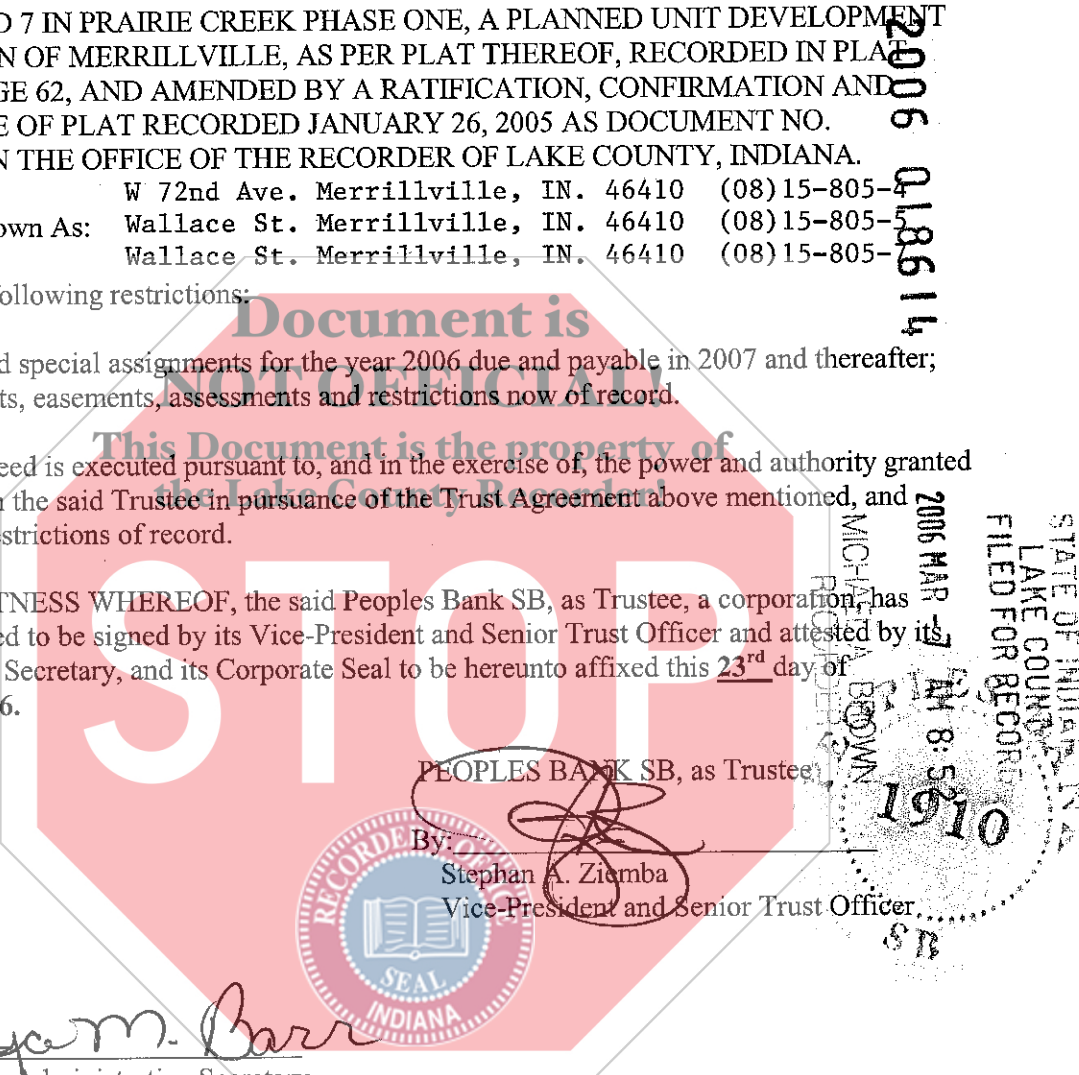 7 IN PRAIRIE CREEK PHASE ONE, A PLANNED UNIT DEVELOPMENT
OF MERRILLVILLE, AS PER PLAT THEREOF, RECORDED IN PLAT
62, AND AMENDED BY A RATIFICATION, CONFIRMATION AND
OF PLAT RECORDED JANUARY 26, 2005 AS DOCUMENT NO.
THE OFFICE OF THE RECORDER OF LAKE COUNTY, INDIANA.
W 72nd Ave. Merrillville, IN. 46410 (08)15-805-4
own As: Wallace St. Merrillville, IN. 46410 (08)15-805-5
Wallace St. Merrillville, IN. 46410 (08)15-805-7
2006 018614
ollowing restrictions:
Document is
d special assignments for the year 2006 due and payable in 2007 and thereafter;
NOT OFFICIAL!
ts, easements, assessments and restrictions now of record.
This Document is the property of
eed is executed pursuant to, and in the exercise of, the power and authority granted
the Lake County Recorder!
the said Trustee in pursuance of the Trust Agreement above mentioned, and
strictions of record.
STOP
TNESS WHEREOF, the said Peoples Bank SB, as Trustee, a corporation, has
ed to be signed by its Vice-President and Senior Trust Officer and attested by its
Secretary, and its Corporate Seal to be hereunto affixed this 23rd day of
6.
STATE OF INDIANA
LAKE COUNTY
FILED FOR RECORD
2006 MAR -7 AM 8:52
MICHAEL A. BROWN
RECORDER
PEOPLES BANK SB, as Trustee
By:
Stephan A. Ziemba
Vice-President and Senior Trust Officer
1910
SB
RECORDER OFFICE
SEAL
INDIANA
M. Barr
Secretary